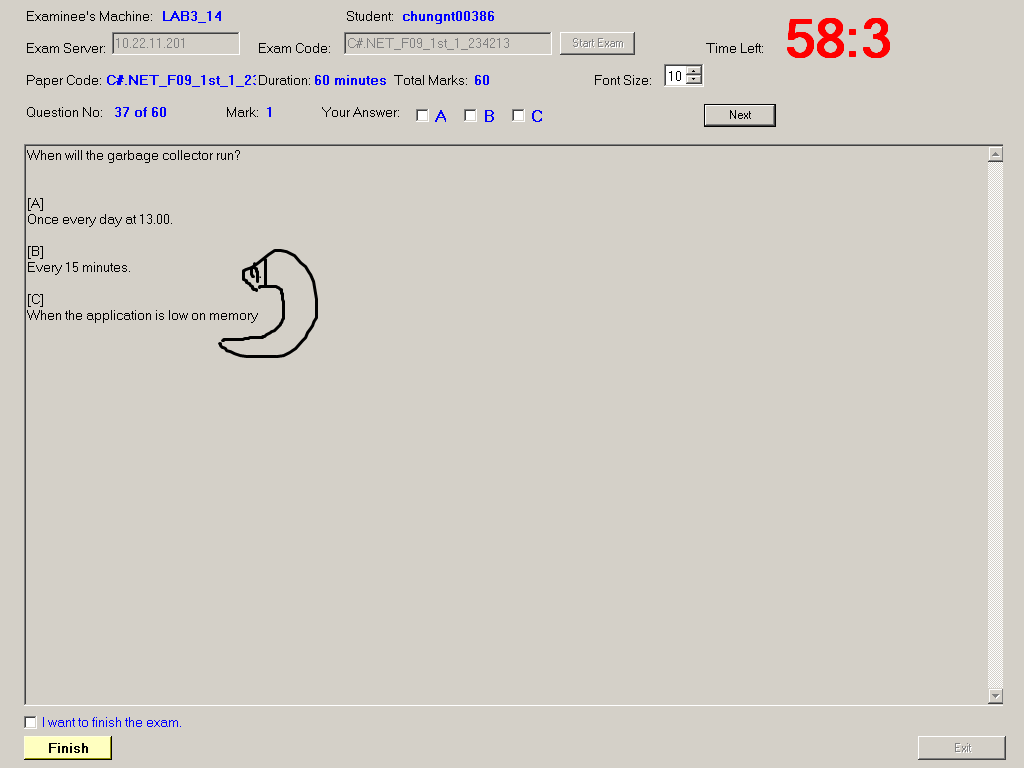 Examinee's Machine: LAB3_14 Student: chungnt00386
Exam Server: 10.22.11.201 Exam Code: C#.NET_F09_1st_1_234213 Start Exam Time Left: 58:3
Paper Code: C#.NET_F09_1st_1_23 Duration: 60 minutes Total Marks: 60 Font Size: 10
Question No: 37 of 60 Mark: 1 Your Answer: A B C Next
When will the garbage collector run?
[A]
Once every day at 13.00.
[B]
Every 15 minutes.
[C]
When the application is low on memory
I want to finish the exam.
Finish Exit